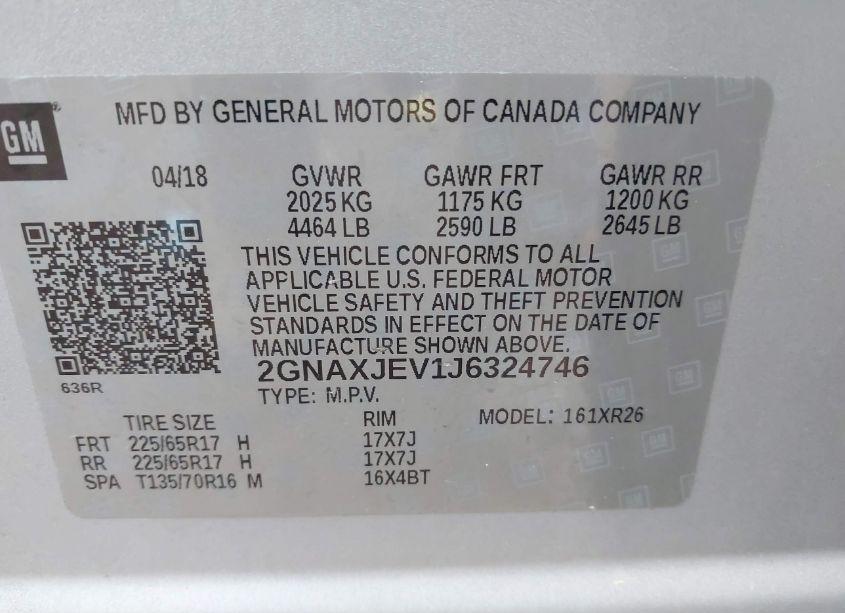 MFD BY GENERAL MOTORS OF CANADA COMPANY
GM
04/18 GVWR GAWR FRT GAWR RR
2025 KG 1175 KG 1200 KG
4464 LB 2590 LB 2645 LB
THIS VEHICLE CONFORMS TO ALL
APPLICABLE U.S. FEDERAL MOTOR
VEHICLE SAFETY AND THEFT PREVENTION
STANDARDS IN EFFECT ON THE DATE OF
MANUFACTURE SHOWN ABOVE.
2GNAXJEV1J6324746
636R
TYPE: M.P.V.
TIRE SIZE RIM MODEL: 161XR26
FRT 225/65R17 H 17X7J
RR 225/65R17 H 17X7J
SPA T135/70R16 M 16X4BT